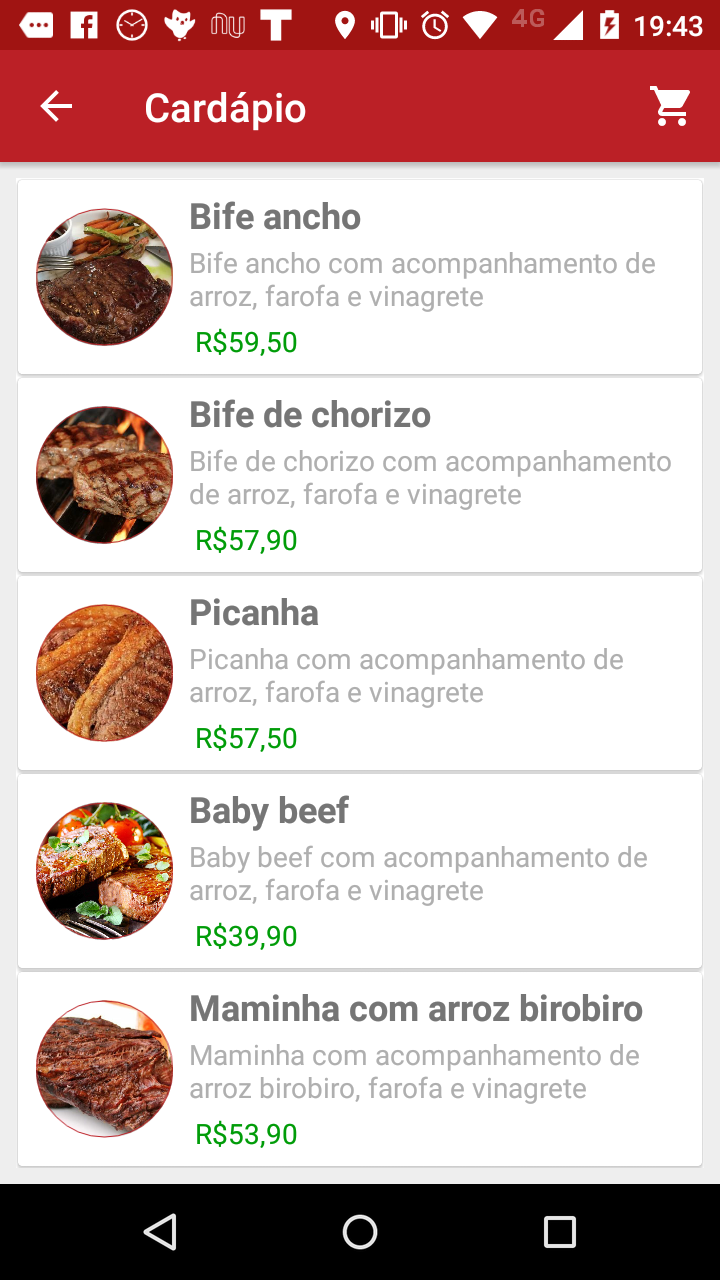 4G 19:43
Cardápio
Bife ancho
Bife ancho com acompanhamento de
arroz, farofa e vinagrete
R$59,50
Bife de chorizo
Bife de chorizo com acompanhamento
de arroz, farofa e vinagrete
R$57,90
Picanha
Picanha com acompanhamento de
arroz, farofa e vinagrete
R$57,50
Baby beef
Baby beef com acompanhamento de
arroz, farofa e vinagrete
R$39,90
Maminha com arroz birobiro
Maminha com acompanhamento de
arroz birobiro, farofa e vinagrete
R$53,90